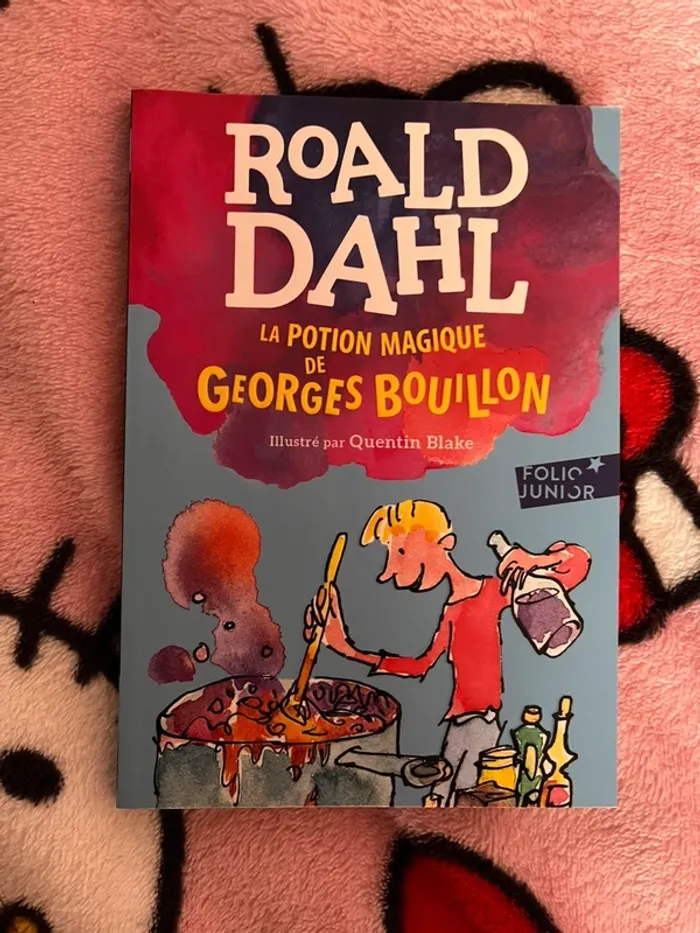 ROALD
DAHL
LA POTION MAGIQUE
DE
GEORGES BOUILLON
Illustré par Quentin Blake
FOLIO
JUNIOR